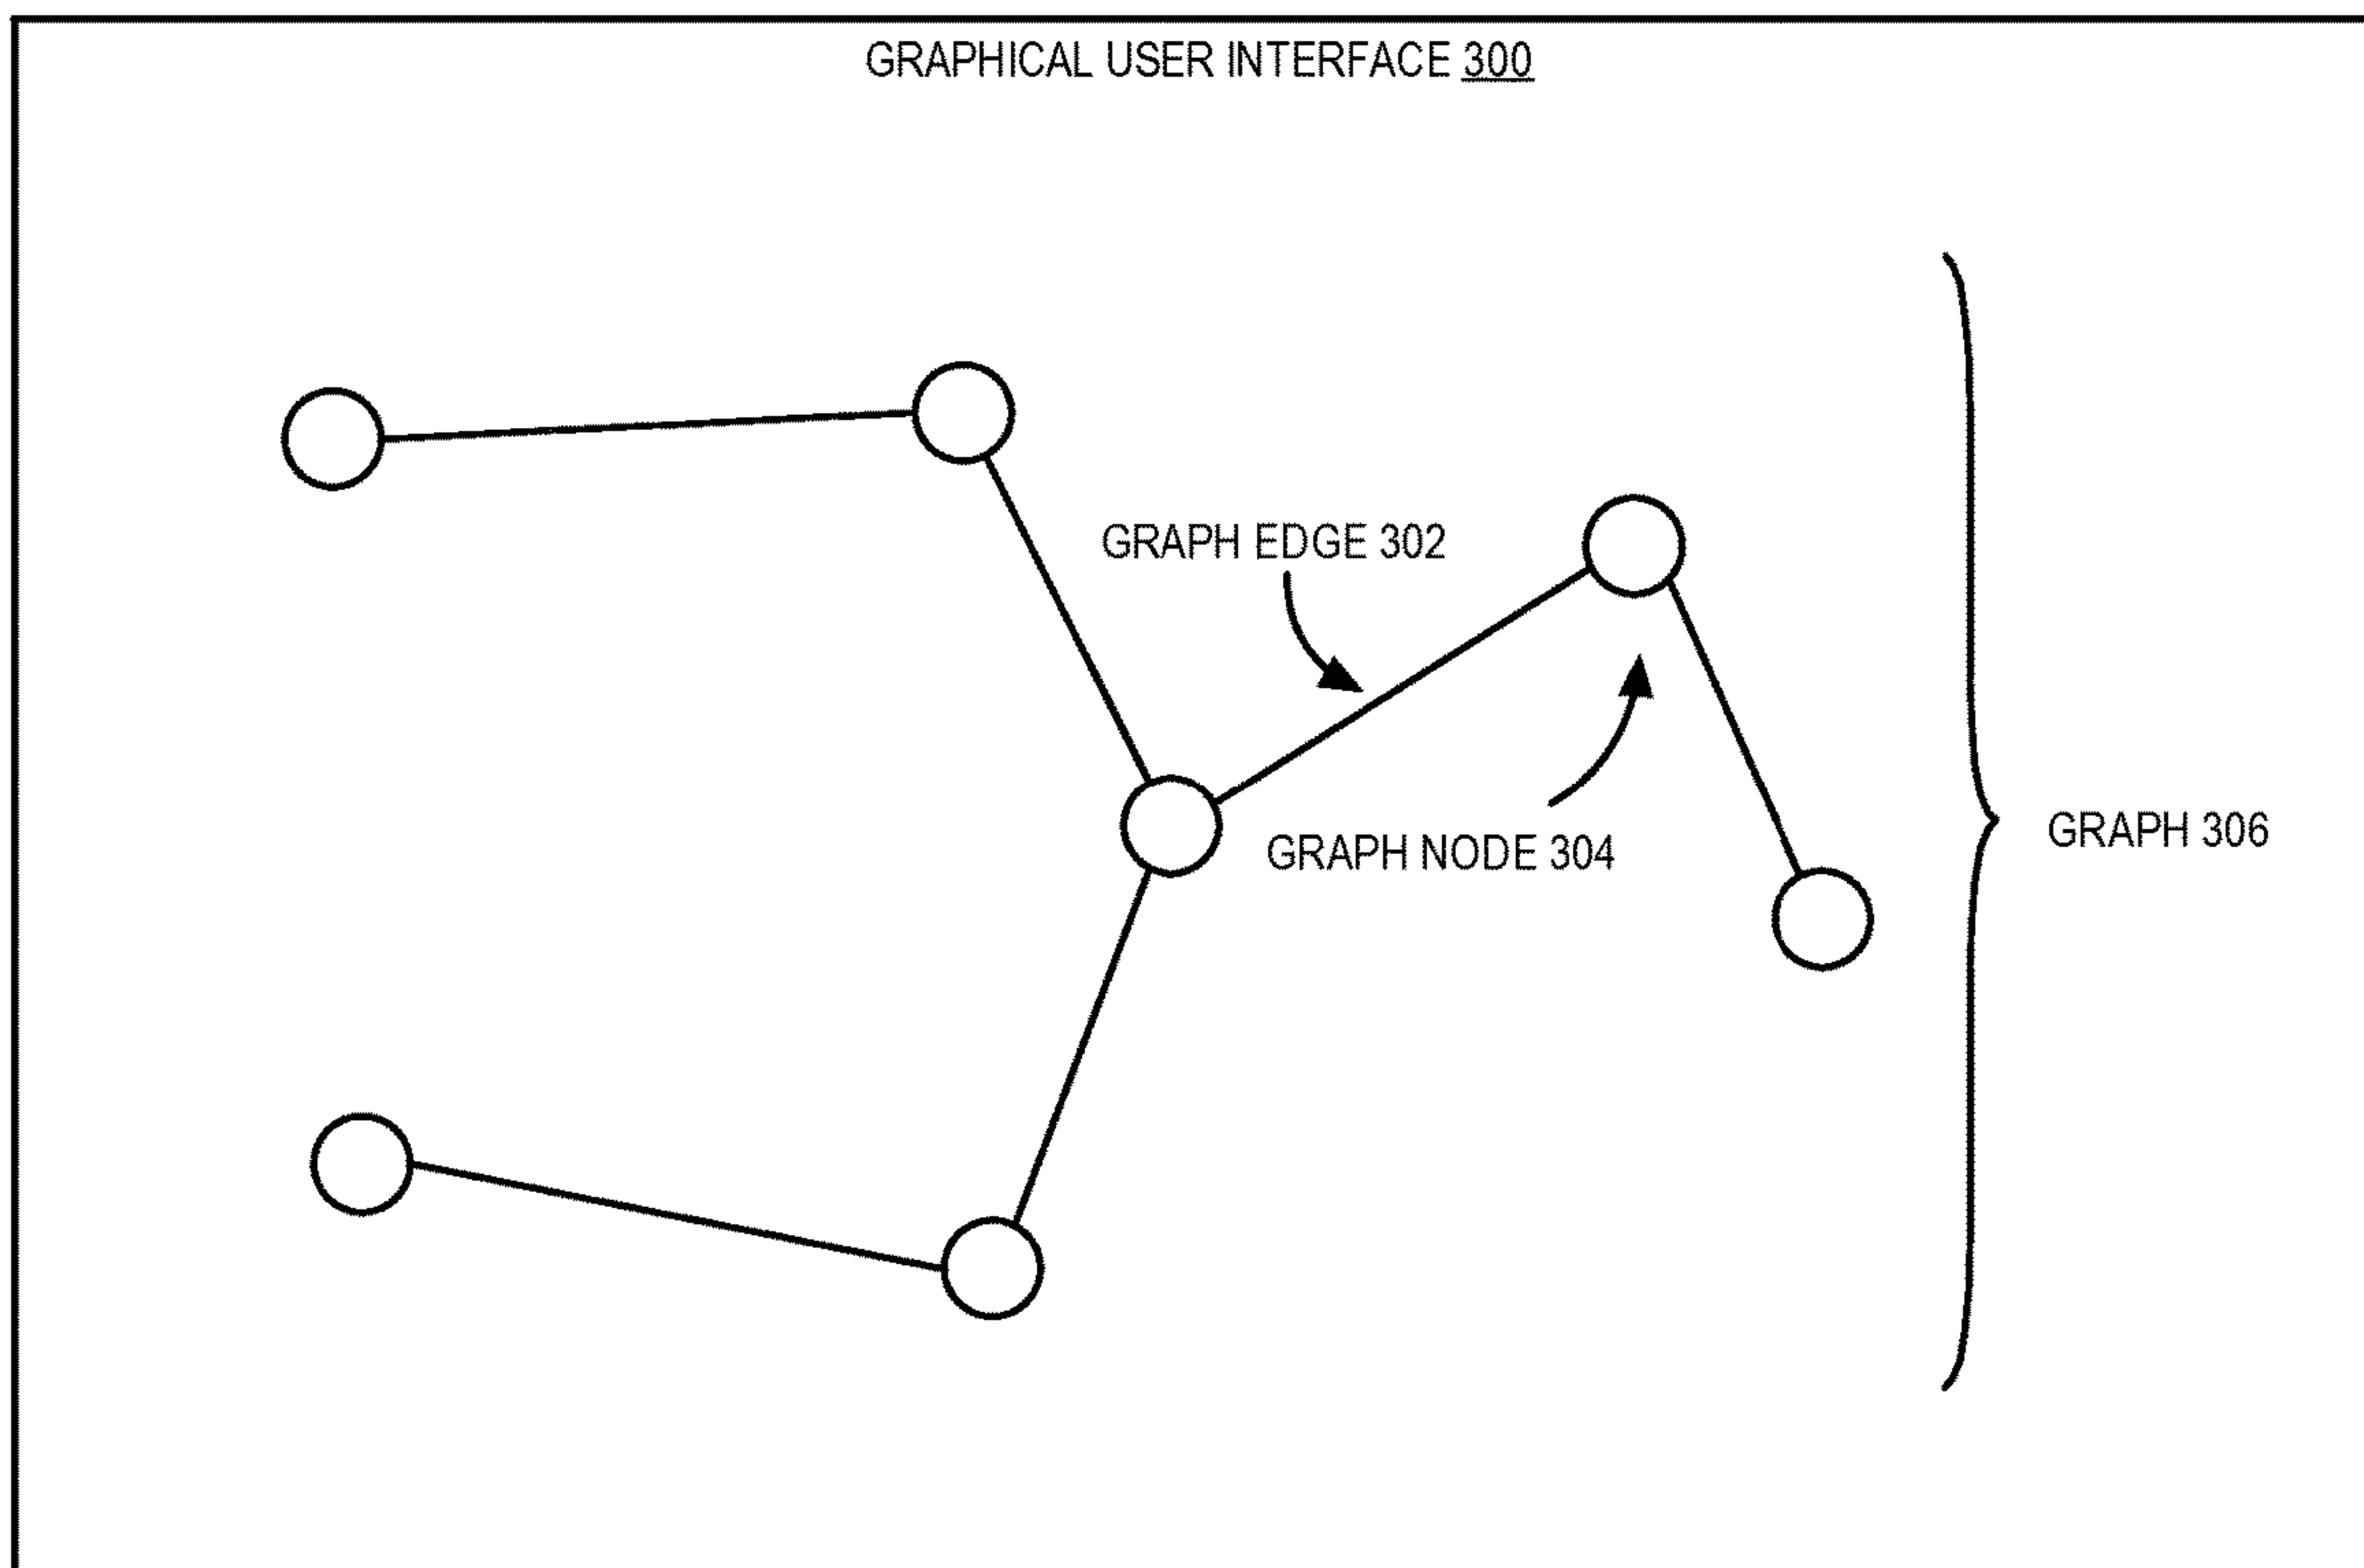 GRAPHICAL USER INTERFACE 300
GRAPH EDGE 302
GRAPH NODE 304
GRAPH 306